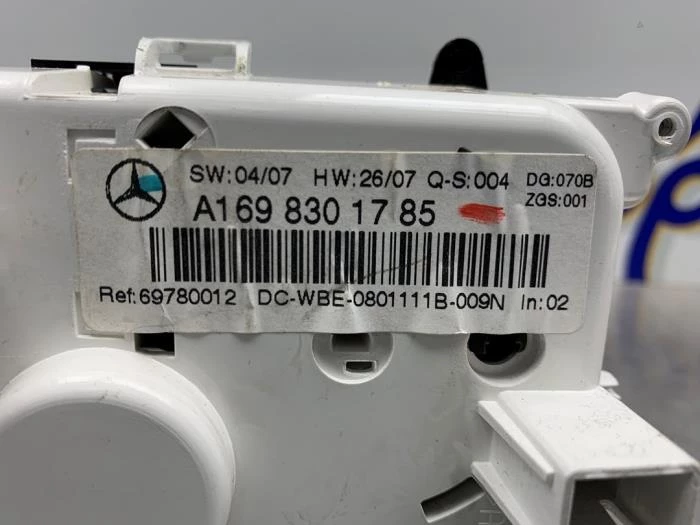 SW:04/07 HW:26/07 Q-S:004 DG:070B
ZGS:001
A169 830 17 85
Ref:69780012 DC-WBE-0801111B-009N In:02